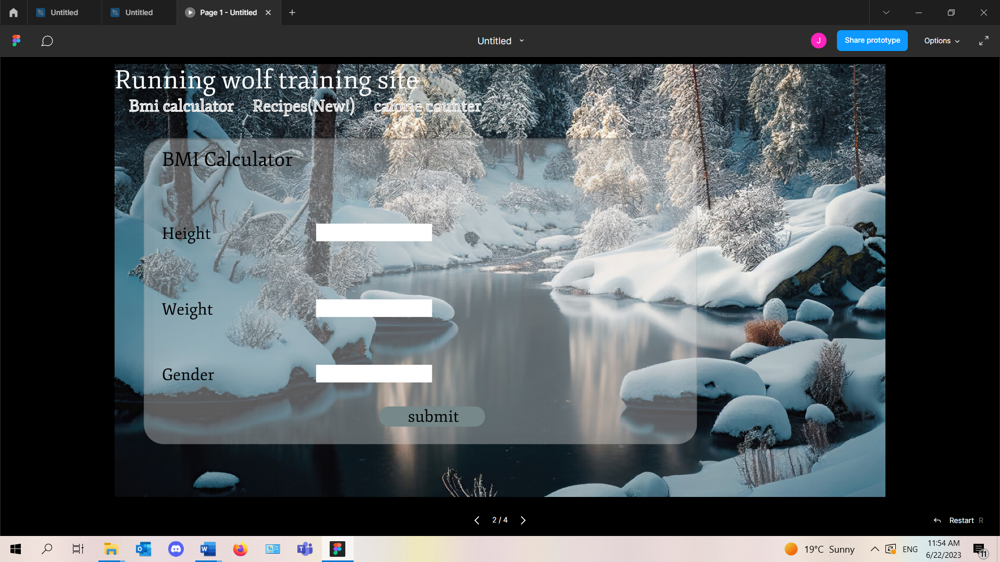 Untitled
Untitled
Page 1 - Untitled
Untitled
J
Share prototype
Options
Running wolf training site
Bmi calculator
Recipes(New!)
calorie counter
BMI Calculator
Height
Weight
Gender
submit
2 / 4
Restart R
19°C Sunny
ENG
11:54 AM
6/22/2023
11